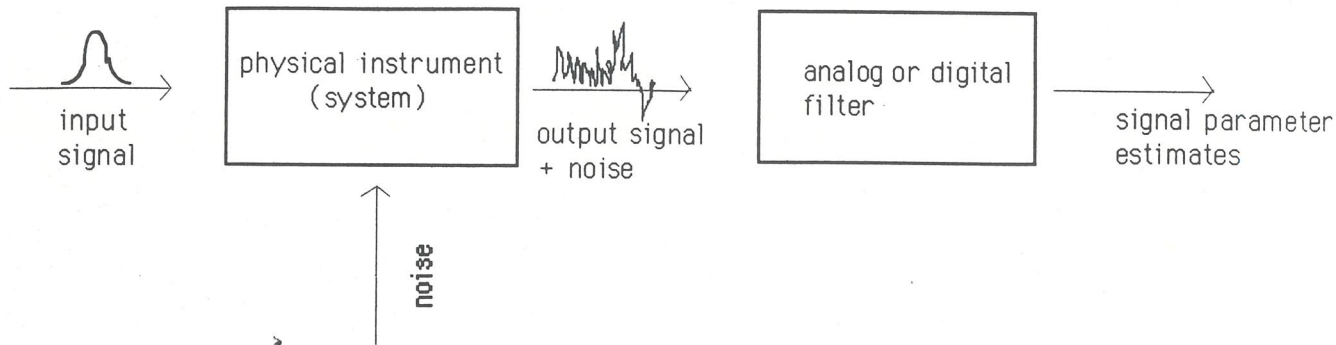 input
signal
physical instrument
(system)
output signal
+ noise
analog or digital
filter
signal parameter
estimates
noise